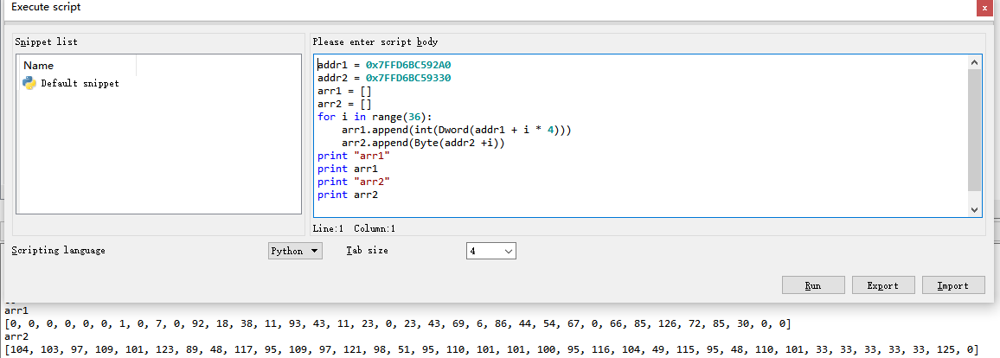 Execute script
x
Snippet list
Name
Default snippet
Please enter script body
addr1 = 0x7FFD6BC592A0
addr2 = 0x7FFD6BC59330
arr1 = []
arr2 = []
for i in range(36):
    arr1.append(int(Dword(addr1 + i * 4)))
    arr2.append(Byte(addr2 +i))
print "arr1"
print arr1
print "arr2"
print arr2
Line:1 Column:1
Scripting language
Python
Tab size
4
Run
Export
Import
arr1
[0, 0, 0, 0, 0, 0, 1, 0, 7, 0, 92, 18, 38, 11, 93, 43, 11, 23, 0, 23, 43, 69, 6, 86, 44, 54, 67, 0, 66, 85, 126, 72, 85, 30, 0, 0]
arr2
[104, 103, 97, 109, 101, 123, 89, 48, 117, 95, 109, 97, 121, 98, 51, 95, 110, 101, 101, 100, 95, 116, 104, 49, 115, 95, 48, 110, 101, 33, 33, 33, 33, 33, 125, 0]